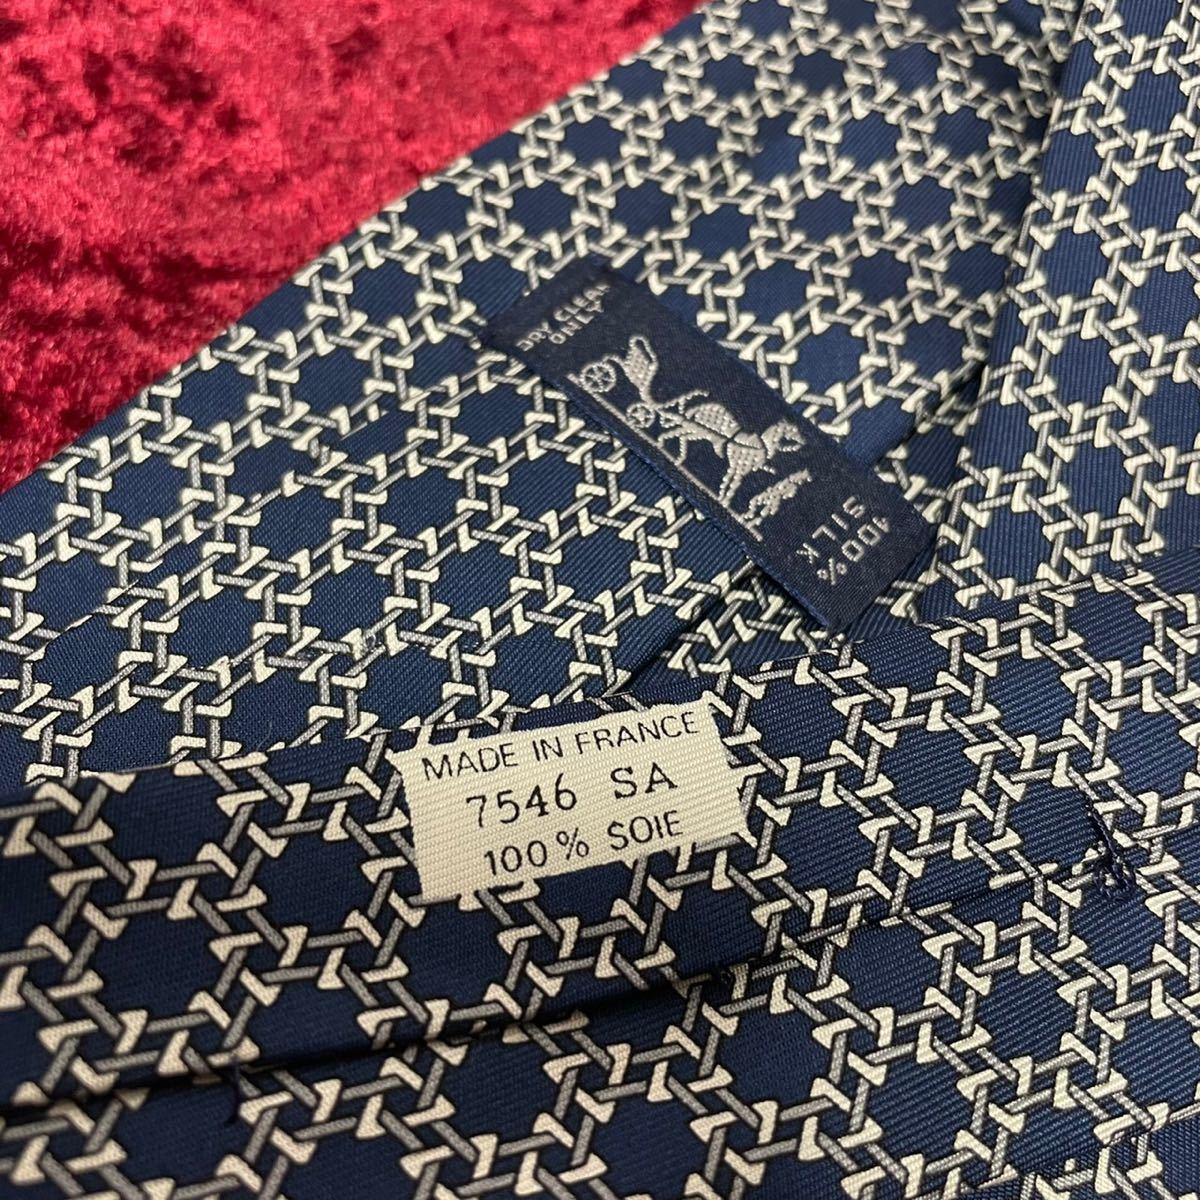 DRY CLEAN
ONLY
100%
SILK
MADE IN FRANCE
7546 SA
100% SOIE